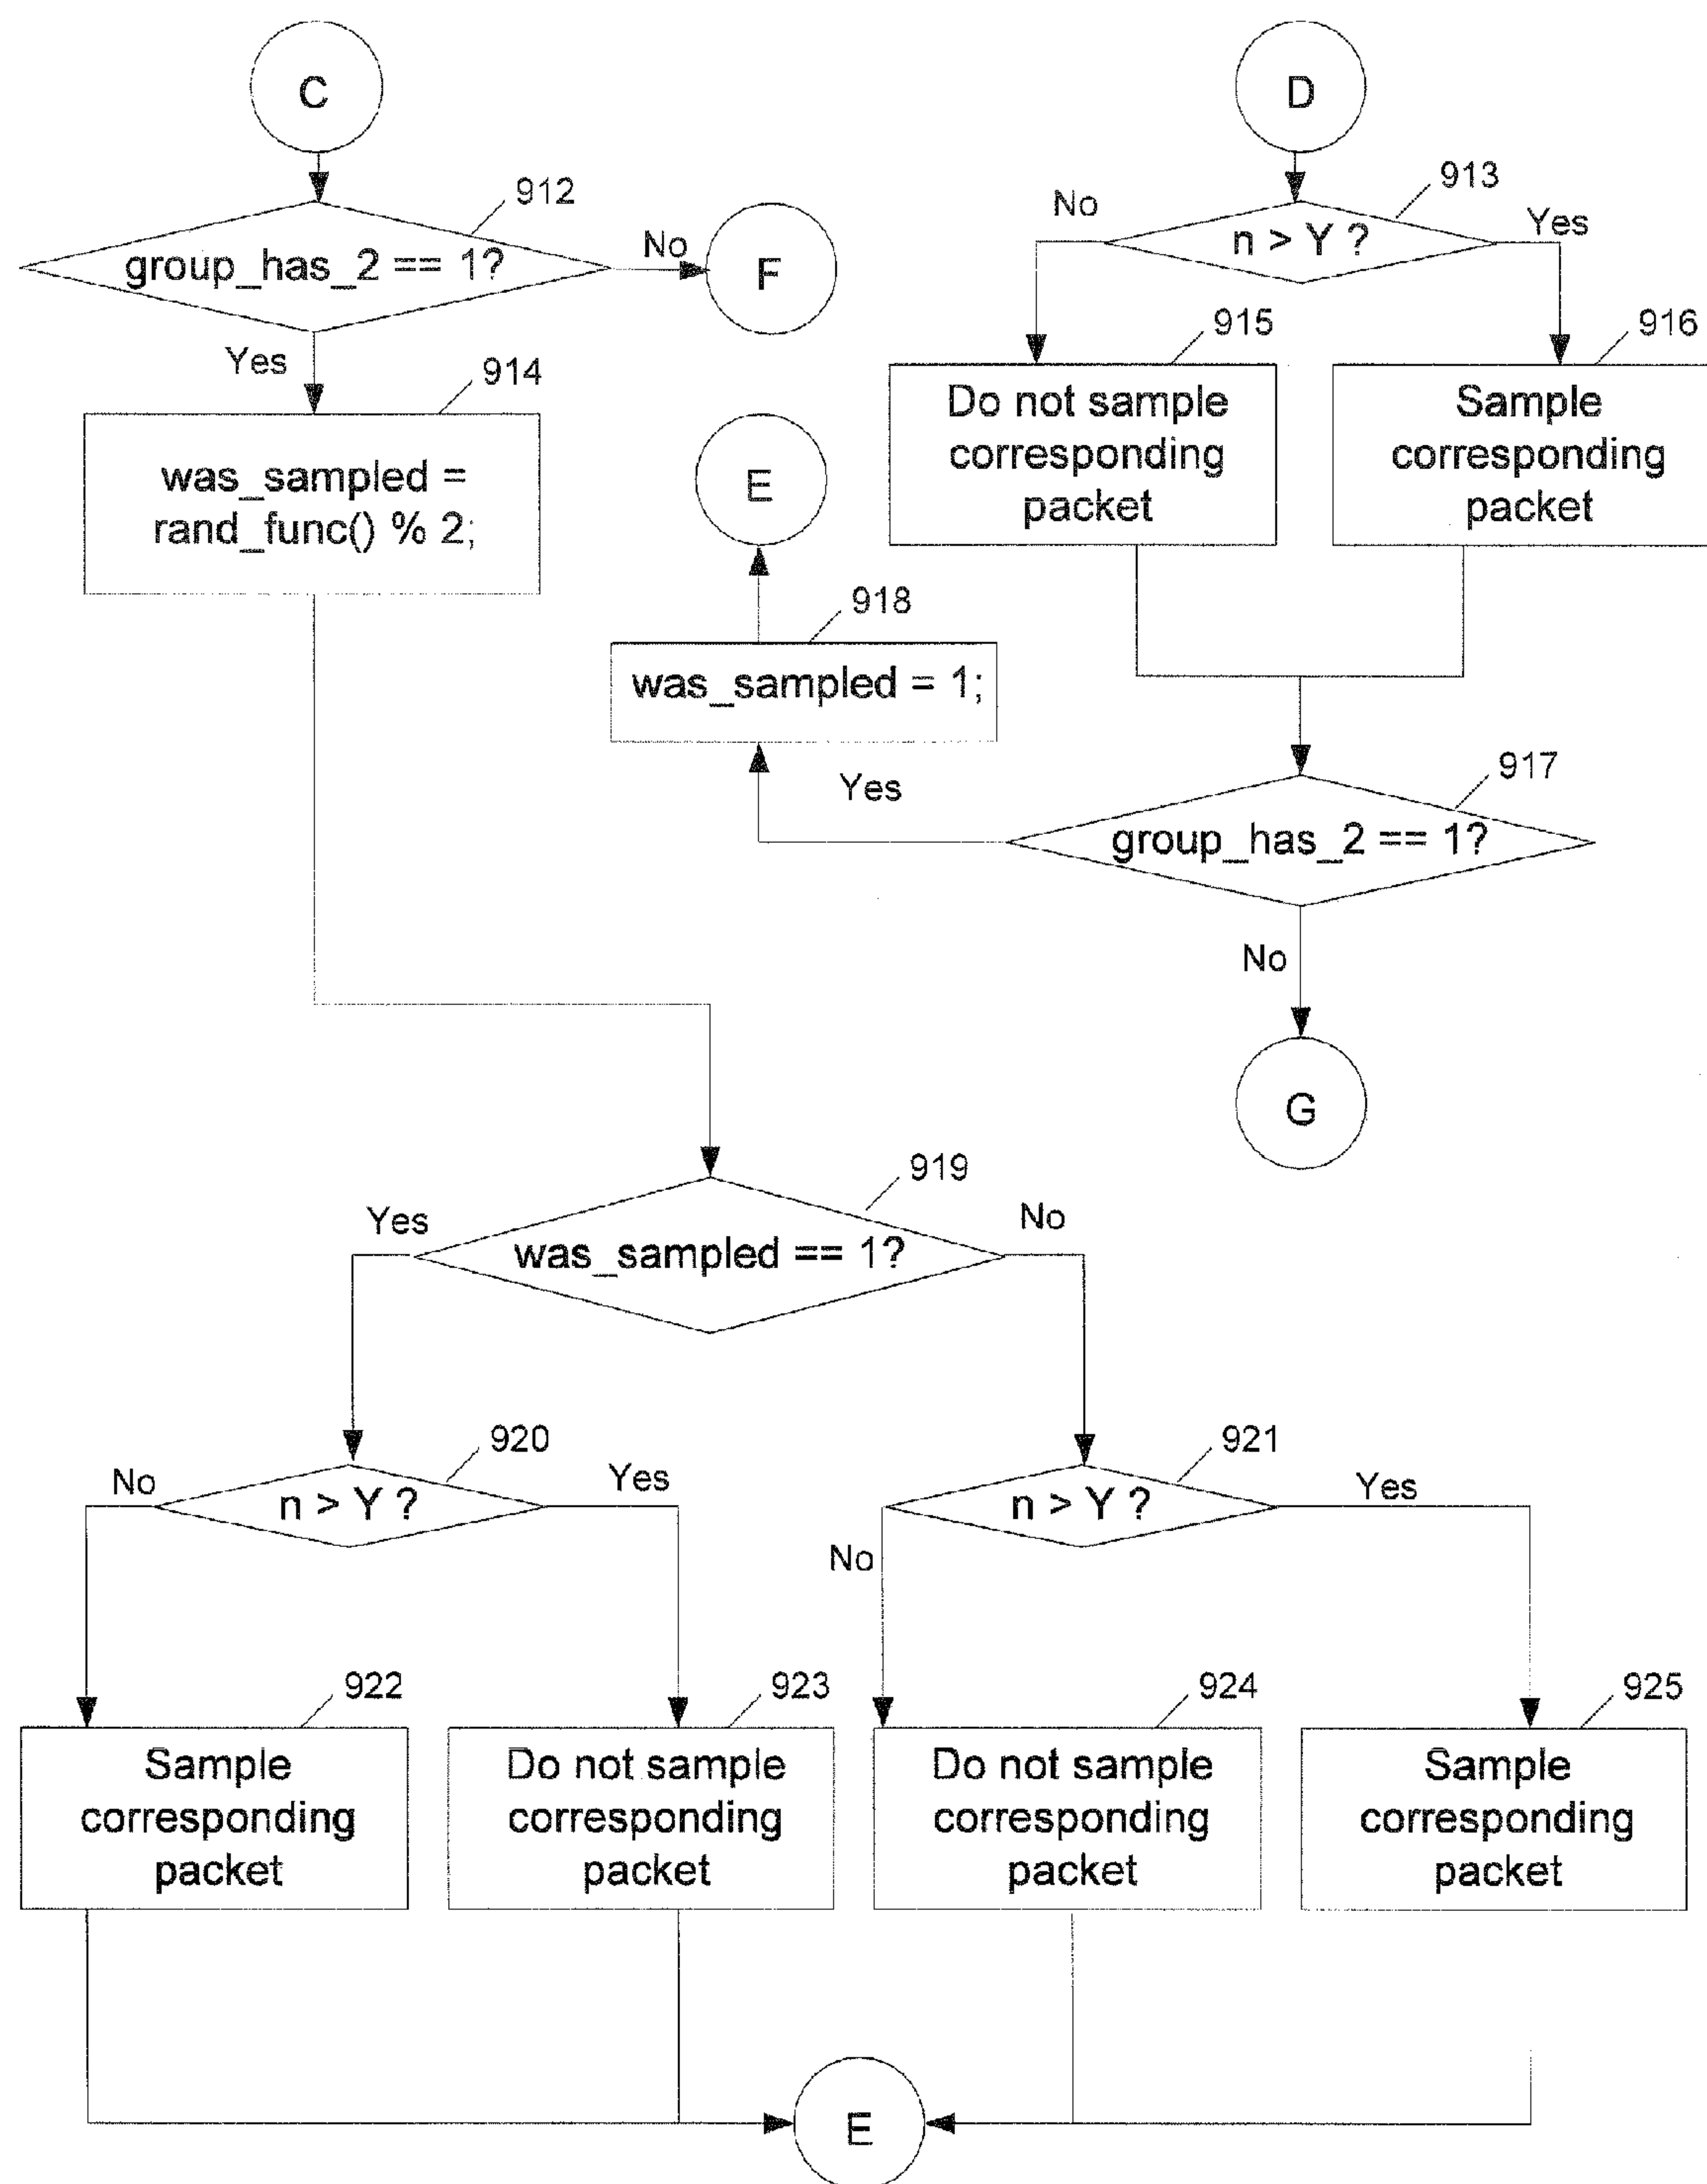 C
D
912
913
group_has_2 == 1?
No
F
No
n > Y ?
Yes
Yes
914
915
916
was_sampled =
rand_func() % 2;
E
Do not sample
corresponding
packet
Sample
corresponding
packet
918
was_sampled = 1;
Yes
917
group_has_2 == 1?
No
G
919
Yes
was_sampled == 1?
No
920
921
No
n > Y ?
Yes
No
n > Y ?
Yes
922
923
924
925
Sample
corresponding
packet
Do not sample
corresponding
packet
Do not sample
corresponding
packet
Sample
corresponding
packet
E